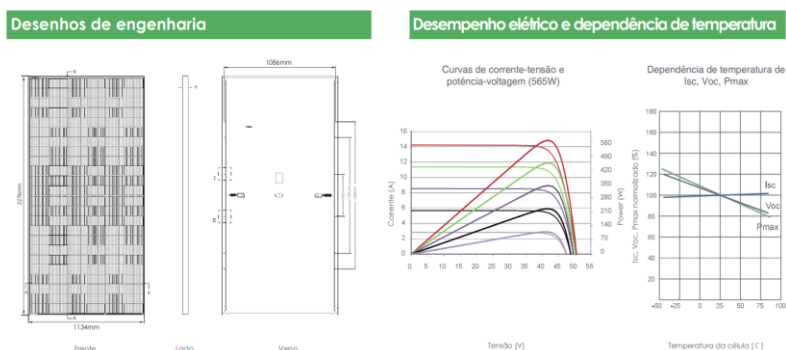 Desenhos de engenharia
Desempenho elétrico e dependência de temperatura
1086mm
2278mm
1134mm
Frente
Lado
Verso
Curvas de corrente-tensão e
potência-voltagem (565W)
Corrente (A)
16
14
12
10
8
6
4
2
0
0 5 10 15 20 25 30 35 40 45 50 55
560
490
420
350
280
210
140
70
0
Power (W)
Tensão (V)
Dependência de temperatura de
Isc, Voc, Pmax
Isc, Voc, Pmax normalizado (%)
180
160
140
120
100
80
60
40
20
Isc
Voc
Pmax
-50 -25 0 25 50 75 100
Temperatura da célula (℃)